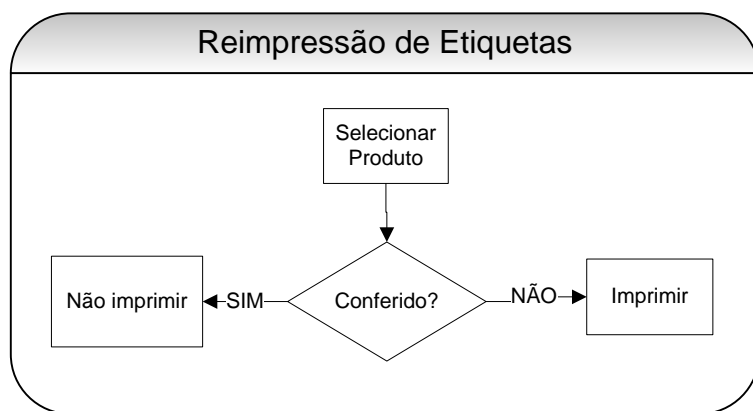 Reimpressão de Etiquetas
Selecionar
Produto
Não imprimir
SIM
Conferido?
NÃO
Imprimir